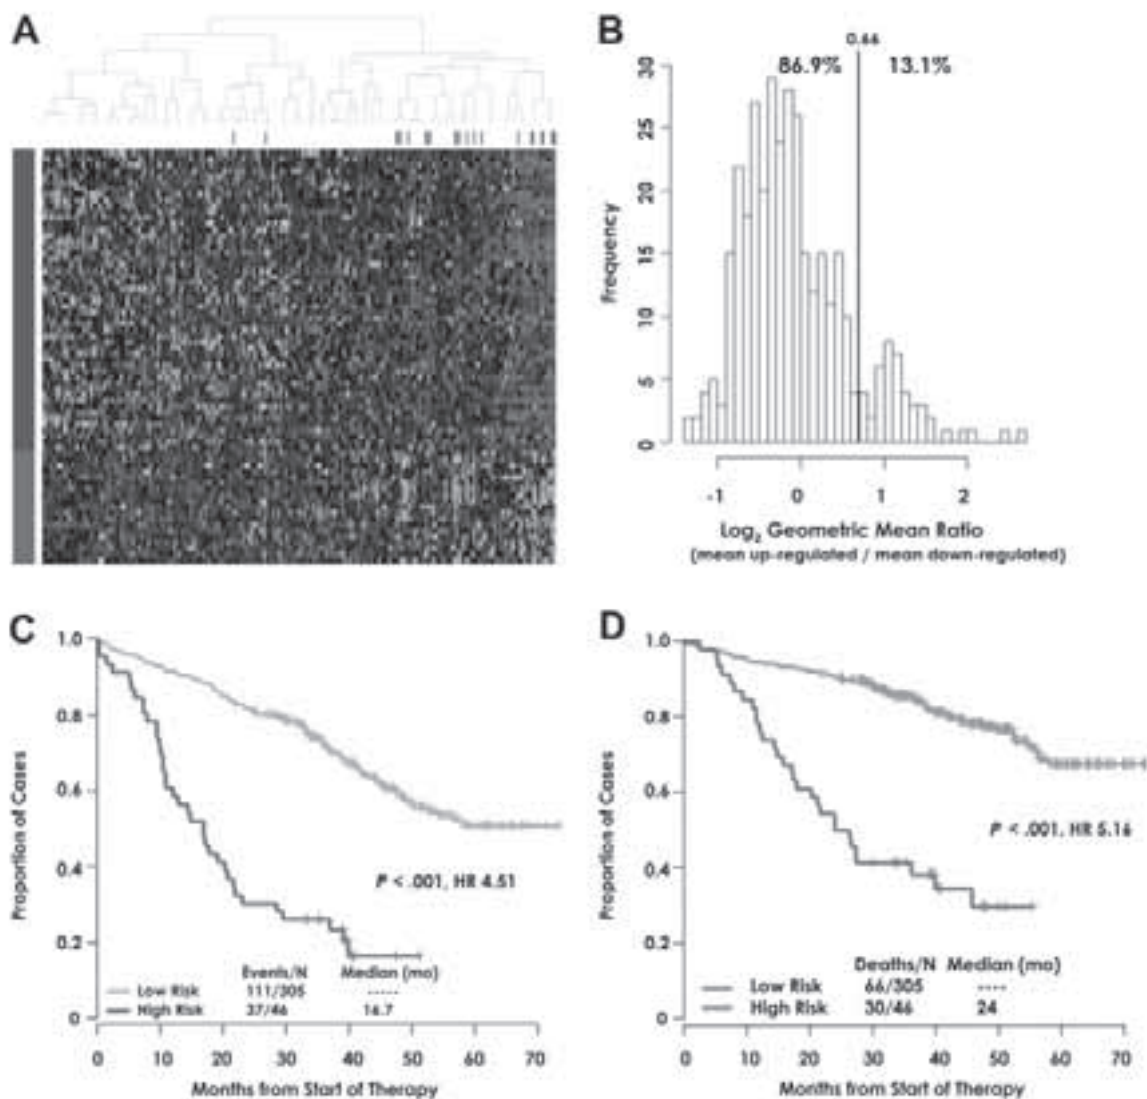 A
B
0.66
86.9%
13.1%
Frequency
30
25
20
15
10
5
0
-1 0 1 2
Log₂ Geometric Mean Ratio
(mean up-regulated / mean down-regulated)
C
Proportion of Cases
1.0
0.8
0.6
0.4
0.2
0
P < .001, HR 4.51
Events/N Median (mo)
Low Risk 111/305 -----
High Risk 37/46 16.7
0 10 20 30 40 50 60 70
Months from Start of Therapy
D
Proportion of Cases
1.0
0.8
0.6
0.4
0.2
0
P < .001, HR 5.16
Deaths/N Median (mo)
Low Risk 66/305 ----
High Risk 30/46 24
0 10 20 30 40 50 60 70
Months from Start of Therapy